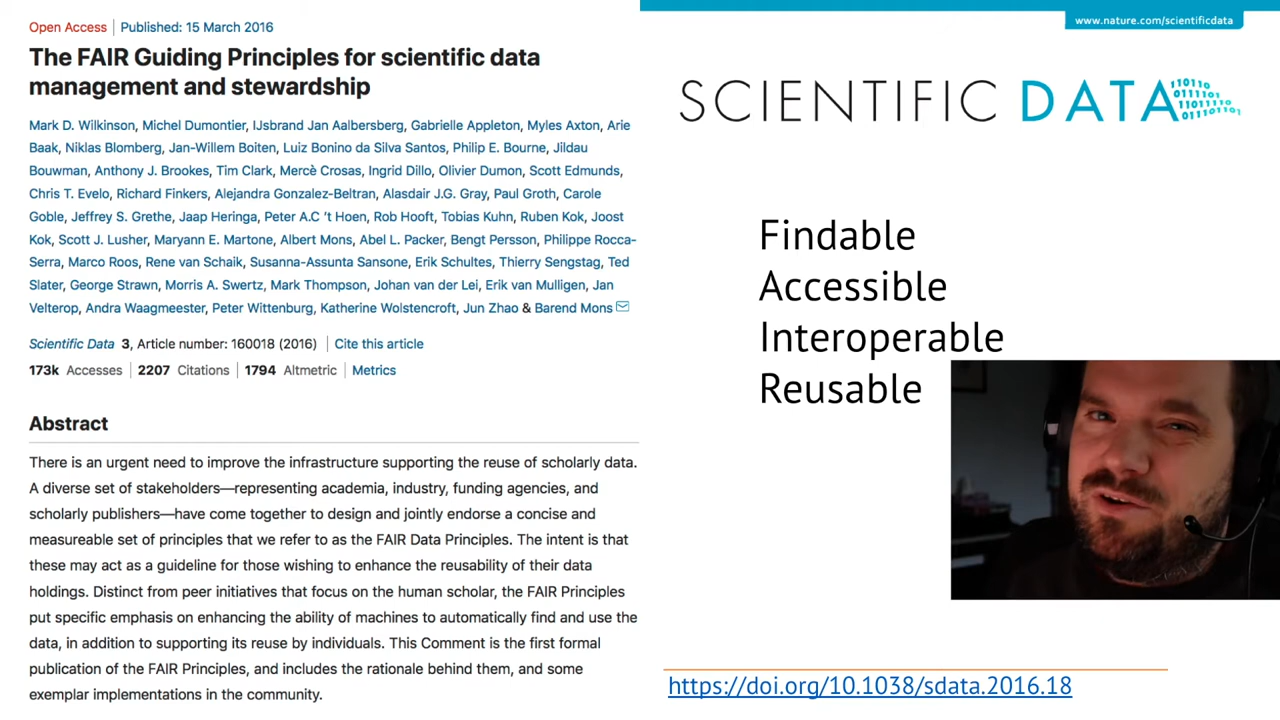 Open Access | Published: 15 March 2016
The FAIR Guiding Principles for scientific data
management and stewardship
Mark D. Wilkinson, Michel Dumontier, IJsbrand Jan Aalbersberg, Gabrielle Appleton, Myles Axton, Arie
Baak, Niklas Blomberg, Jan-Willem Boiten, Luiz Bonino da Silva Santos, Philip E. Bourne, Jildau
Bouwman, Anthony J. Brookes, Tim Clark, Mercè Crosas, Ingrid Dillo, Olivier Dumon, Scott Edmunds,
Chris T. Evelo, Richard Finkers, Alejandra Gonzalez-Beltran, Alasdair J.G. Gray, Paul Groth, Carole
Goble, Jeffrey S. Grethe, Jaap Heringa, Peter A.C ’t Hoen, Rob Hooft, Tobias Kuhn, Ruben Kok, Joost
Kok, Scott J. Lusher, Maryann E. Martone, Albert Mons, Abel L. Packer, Bengt Persson, Philippe Rocca-
Serra, Marco Roos, Rene van Schaik, Susanna-Assunta Sansone, Erik Schultes, Thierry Sengstag, Ted
Slater, George Strawn, Morris A. Swertz, Mark Thompson, Johan van der Lei, Erik van Mulligen, Jan
Velterop, Andra Waagmeester, Peter Wittenburg, Katherine Wolstencroft, Jun Zhao & Barend Mons
Scientific Data 3, Article number: 160018 (2016) | Cite this article
173k Accesses | 2207 Citations | 1794 Altmetric | Metrics
Abstract
There is an urgent need to improve the infrastructure supporting the reuse of scholarly data.
A diverse set of stakeholders—representing academia, industry, funding agencies, and
scholarly publishers—have come together to design and jointly endorse a concise and
measureable set of principles that we refer to as the FAIR Data Principles. The intent is that
these may act as a guideline for those wishing to enhance the reusability of their data
holdings. Distinct from peer initiatives that focus on the human scholar, the FAIR Principles
put specific emphasis on enhancing the ability of machines to automatically find and use the
data, in addition to supporting its reuse by individuals. This Comment is the first formal
publication of the FAIR Principles, and includes the rationale behind them, and some
exemplar implementations in the community.
www.nature.com/scientificdata
SCIENTIFIC DATA
110110
0111101
11011110
011101101
Findable
Accessible
Interoperable
Reusable
https://doi.org/10.1038/sdata.2016.18